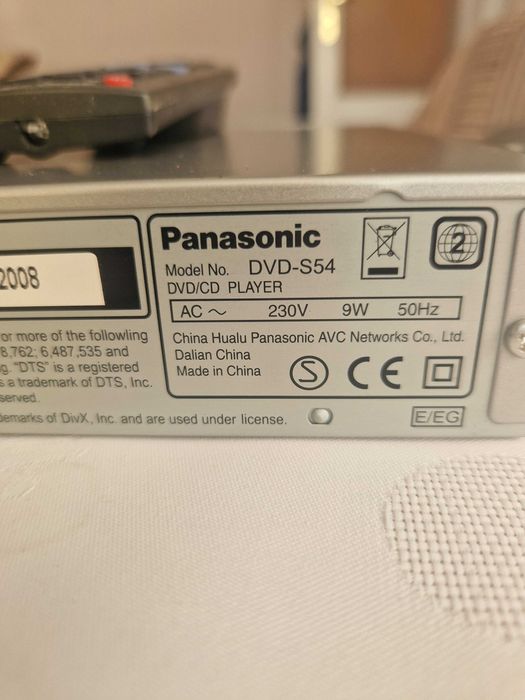 2008
or more of the followling
8,762; 6,487,535 and
g. "DTS" is a registered
s a trademark of DTS, Inc.
served.
demarks of DivX, Inc. and are used under license.
Panasonic
Model No. DVD-S54
DVD/CD PLAYER
AC ~ 230V 9W 50Hz
China Hualu Panasonic AVC Networks Co., Ltd.
Dalian China
Made in China
S CE
2
E/EG